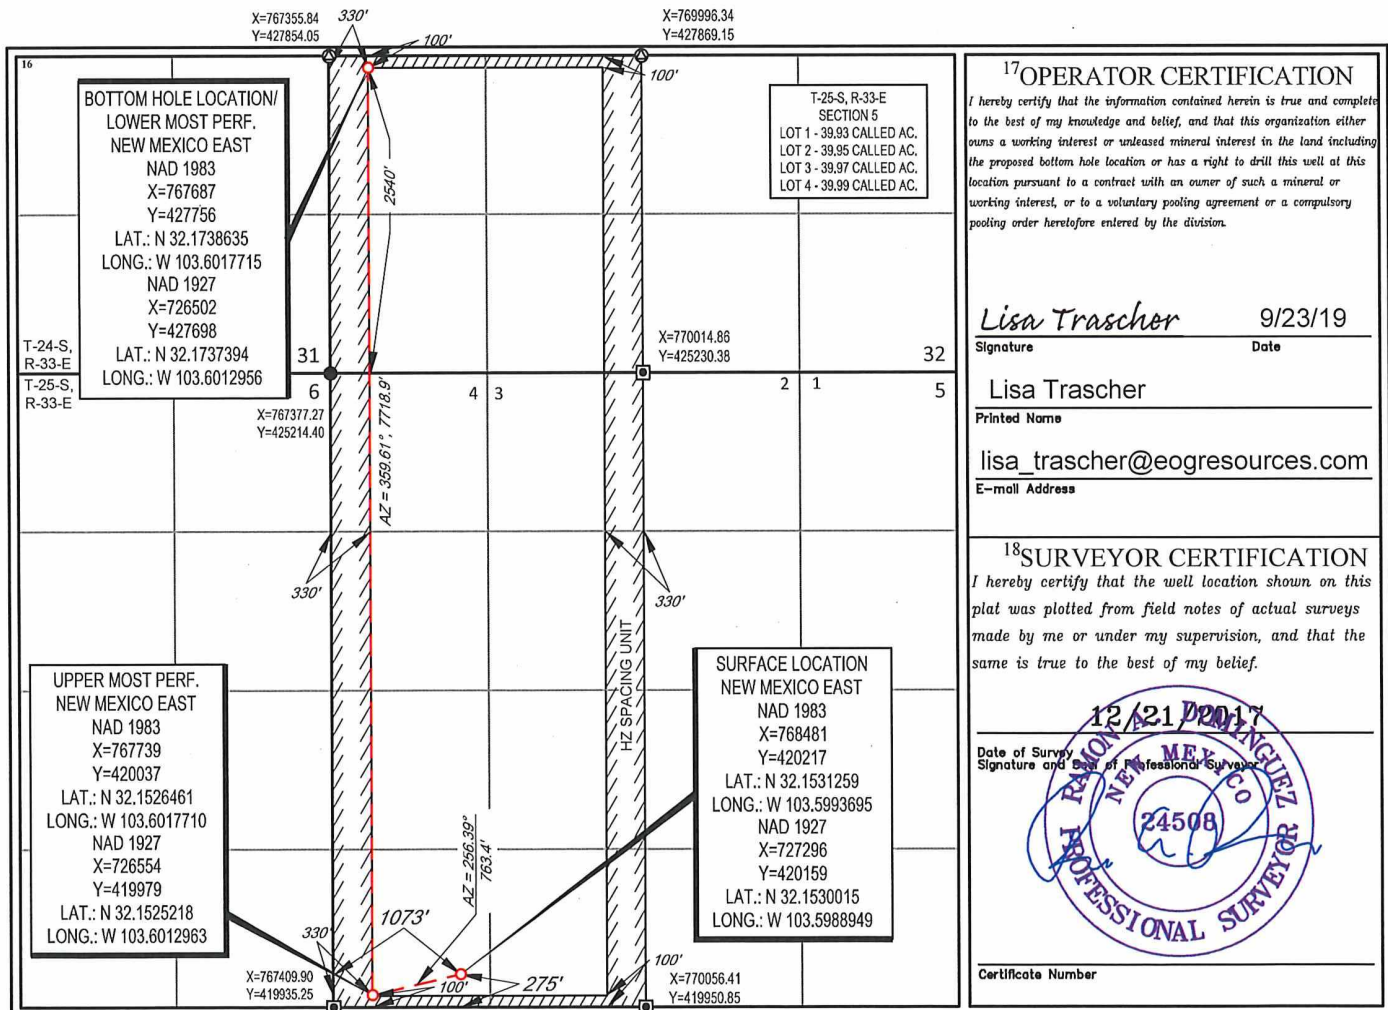 X=767355.84
Y=427854.05
330'
100'
X=769996.34
Y=427869.15
100'
16
BOTTOM HOLE LOCATION/
LOWER MOST PERF.
NEW MEXICO EAST
NAD 1983
X=767687
Y=427756
LAT.: N 32.1738635
LONG.: W 103.6017715
NAD 1927
X=726502
Y=427698
LAT.: N 32.1737394
LONG.: W 103.6012956
2540'
T-25-S, R-33-E
SECTION 5
LOT 1 - 39.93 CALLED AC.
LOT 2 - 39.95 CALLED AC.
LOT 3 - 39.97 CALLED AC.
LOT 4 - 39.99 CALLED AC.
T-24-S,
R-33-E
T-25-S,
R-33-E
31
6
X=767377.27
Y=425214.40
4 3
X=770014.86
Y=425230.38
2 1
32
5
AZ = 359.61°, 7718.9'
330'
330'
HZ SPACING UNIT
UPPER MOST PERF.
NEW MEXICO EAST
NAD 1983
X=767739
Y=420037
LAT.: N 32.1526461
LONG.: W 103.6017710
NAD 1927
X=726554
Y=419979
LAT.: N 32.1525218
LONG.: W 103.6012963
SURFACE LOCATION
NEW MEXICO EAST
NAD 1983
X=768481
Y=420217
LAT.: N 32.1531259
LONG.: W 103.5993695
NAD 1927
X=727296
Y=420159
LAT.: N 32.1530015
LONG.: W 103.5988949
AZ = 256.39°
763.4'
1073'
330'
100'
275'
100'
X=767409.90
Y=419935.25
X=770056.41
Y=419950.85
17 OPERATOR CERTIFICATION
I hereby certify that the information contained herein is true and complete
to the best of my knowledge and belief, and that this organization either
owns a working interest or unleased mineral interest in the land including
the proposed bottom hole location or has a right to drill this well at this
location pursuant to a contract with an owner of such a mineral or
working interest, or to a voluntary pooling agreement or a compulsory
pooling order heretofore entered by the division.
Lisa Trascher 9/23/19
Signature Date
Lisa Trascher
Printed Name
lisa_trascher@eogresources.com
E-mail Address
18 SURVEYOR CERTIFICATION
I hereby certify that the well location shown on this
plat was plotted from field notes of actual surveys
made by me or under my supervision, and that the
same is true to the best of my belief.
12/21/2017
Date of Survey
Signature and Seal of Professional Surveyor
RAMON A. DOMINGUEZ
NEW MEXICO
24508
PROFESSIONAL SURVEYOR
Certificate Number